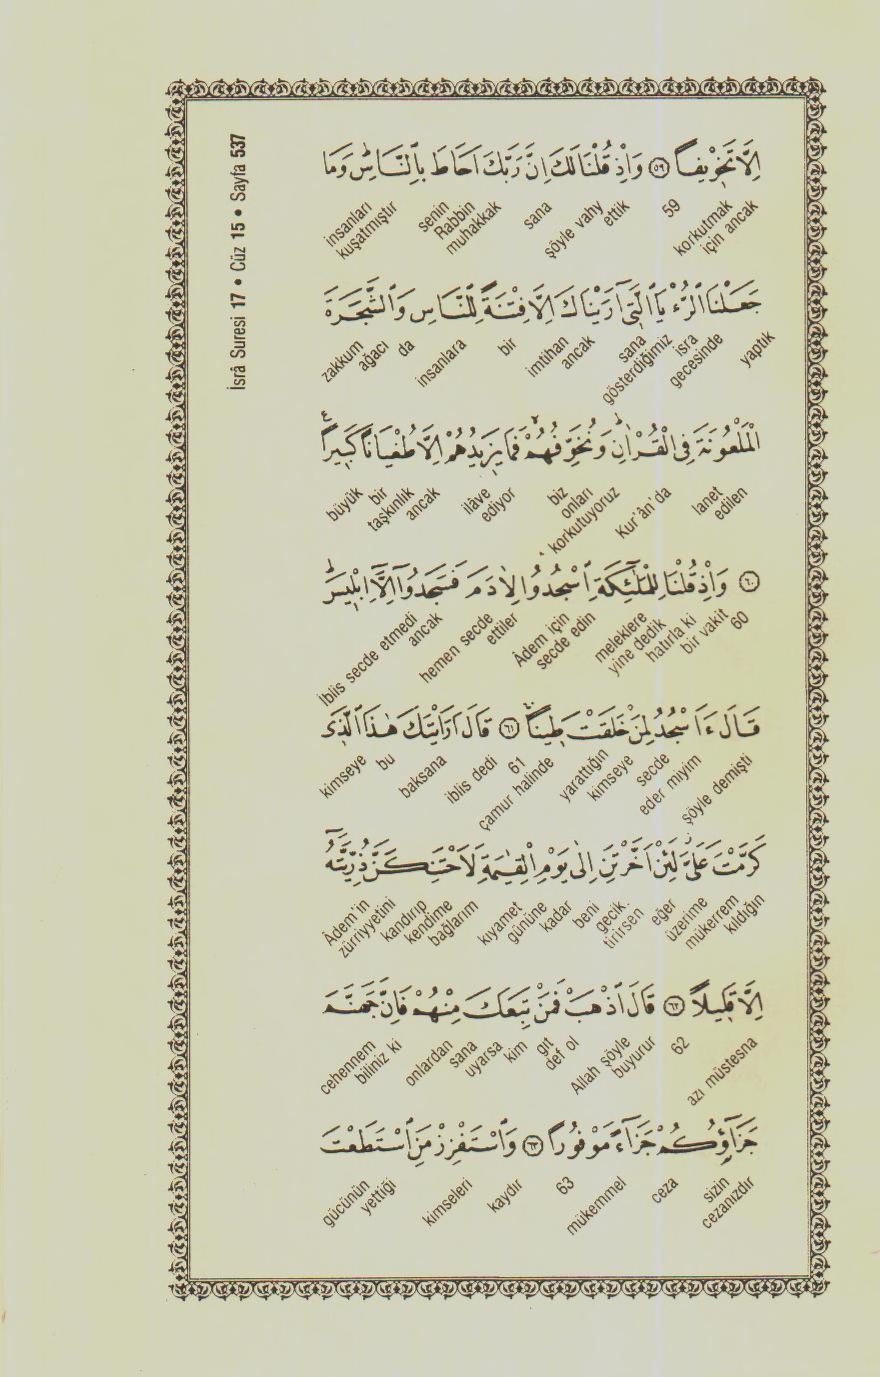 İsrâ Suresi 17 • Cüz 15 • Sayfa 537
اِلَّا تَخْوٖيفًا ﴿٥٩﴾ وَاِذْ قُلْنَا لَكَ اِنَّ رَبَّكَ اَحَاطَ بِالنَّاسِؕ وَمَا
korkutmak için ancak 59 şöyle vahy ettik sana senin Rabbin muhakkak insanları kuşatmıştır
جَعَلْنَا الرُّءْيَا الَّتٖٓى اَرَيْنَاكَ اِلَّا فِتْنَةً لِلنَّاسِ وَالشَّجَرَةَ
yaptık isra gecesinde sana gösterdiğimiz ancak imtihan bir insanlara da zakkum ağacı
الْمَلْعُونَةَ فِى الْقُرْاٰنِؕ وَنُخَوِّفُهُمْۙ فَمَا يَزٖيدُهُمْ اِلَّا طُغْيَانًا كَبٖيرًاࣖ
lanet edilen Kur'ân'da biz onları korkutuyoruz ilâve ediyor ancak bir taşkınlık büyük
﴿٦٠﴾ وَاِذْ قُلْنَا لِلْمَلٰٓئِكَةِ اسْجُدُوا لِاٰدَمَ فَسَجَدُٓوا اِلَّٓا اِبْلٖيسَؕ
60 hatırla ki bir vakit meleklere yine dedik Âdem için secde edin hemen secde ettiler ancak İblis secde etmedi
قَالَ ءَاَسْجُدُ لِمَنْ خَلَقْتَ طٖينًاۚ ﴿٦١﴾ قَالَ اَرَاَيْتَكَ هٰذَا الَّذٖى
şöyle demişti secde eder miyim yarattığın kimseye çamur halinde 61 iblis dedi baksana bu kimseye
كَرَّمْتَ عَلَىَّؗ لَئِنْ اَخَّرْتَنِ اِلٰى يَوْمِ الْقِيٰمَةِ لَاَحْتَنِكَنَّ ذُرِّيَّتَهُٓ
mükerrem kıldığın üzerime eğer gecik- tirirsen beni kadar kıyamet gününe kandırıp kendime bağlarım Âdem'in zürriyyetini
اِلَّا قَلٖيلًا ﴿٦٢﴾ قَالَ اذْهَبْ فَمَنْ تَبِعَكَ مِنْهُمْ فَاِنَّ جَهَنَّمَ
azı müstesna 62 Allah şöyle buyurur git def ol kim sana uyarsa onlardan cehennem biliniz ki
جَزَٓاؤُكُمْ جَزَٓاءً مَوْفُورًا ﴿٦٣﴾ وَاسْتَفْزِزْ مَنِ اسْتَطَعْتَ
sizin cezanızdır ceza mükemmel 63 kaydır kimseleri gücünün yettiği